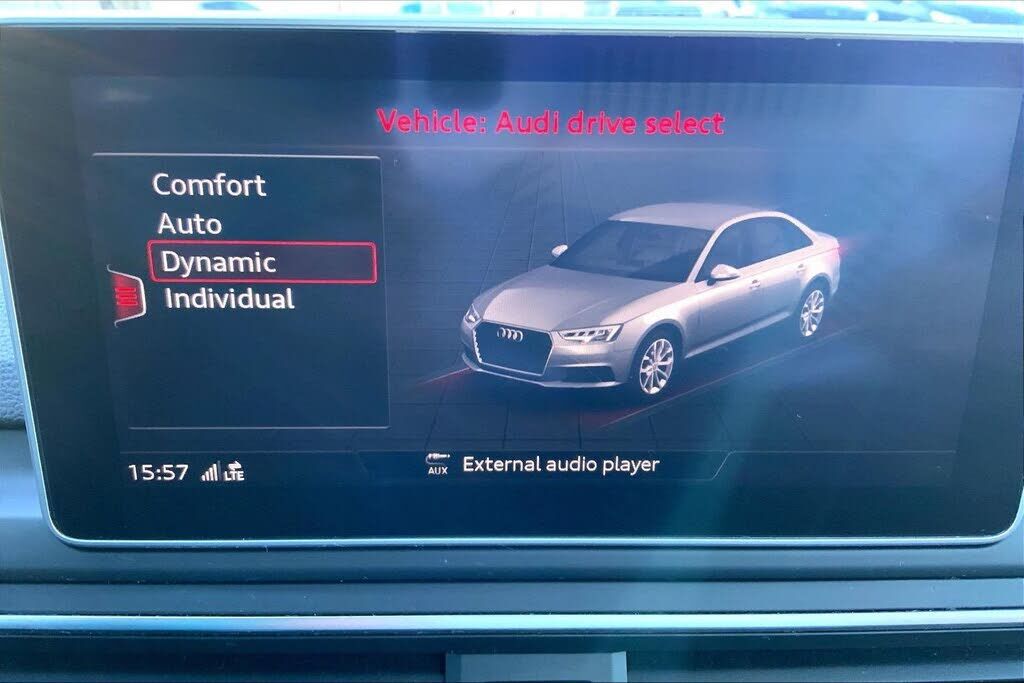 Vehicle: Audi drive select
Comfort
Auto
Dynamic
Individual
15:57 LTE
AUX External audio player